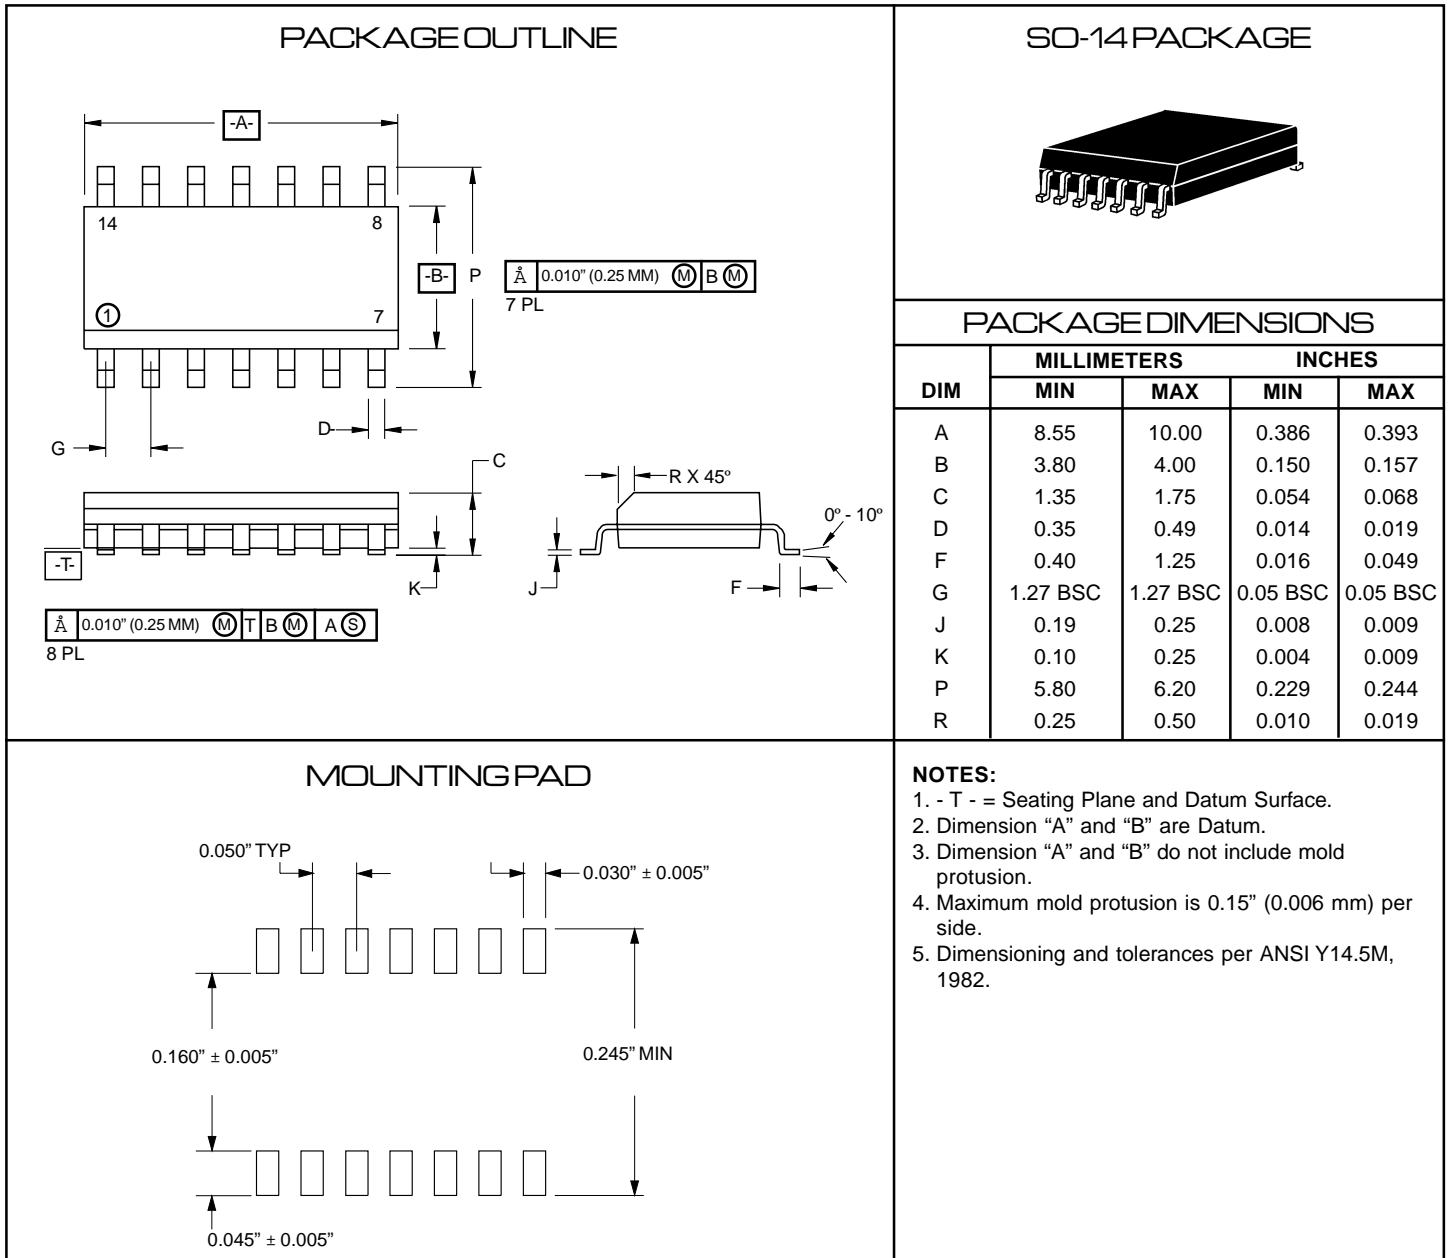 PACKAGE OUTLINE
-A-
14
8
-B-
P
Å 0.010” (0.25 MM) Ⓜ B Ⓜ
7 PL
①
7
D
G
C
-T-
K
Å 0.010” (0.25 MM) Ⓜ T B Ⓜ A Ⓢ
8 PL
R X 45º
0º - 10º
J
F
SO-14 PACKAGE
PACKAGE DIMENSIONS
MILLIMETERS INCHES
DIM MIN MAX MIN MAX
A 8.55 10.00 0.386 0.393
B 3.80 4.00 0.150 0.157
C 1.35 1.75 0.054 0.068
D 0.35 0.49 0.014 0.019
F 0.40 1.25 0.016 0.049
G 1.27 BSC 1.27 BSC 0.05 BSC 0.05 BSC
J 0.19 0.25 0.008 0.009
K 0.10 0.25 0.004 0.009
P 5.80 6.20 0.229 0.244
R 0.25 0.50 0.010 0.019
MOUNTING PAD
0.050” TYP
0.030” ± 0.005”
0.160” ± 0.005”
0.245” MIN
0.045” ± 0.005”
NOTES:
1. - T - = Seating Plane and Datum Surface.
2. Dimension “A” and “B” are Datum.
3. Dimension “A” and “B” do not include mold
protusion.
4. Maximum mold protusion is 0.15” (0.006 mm) per
side.
5. Dimensioning and tolerances per ANSI Y14.5M,
1982.